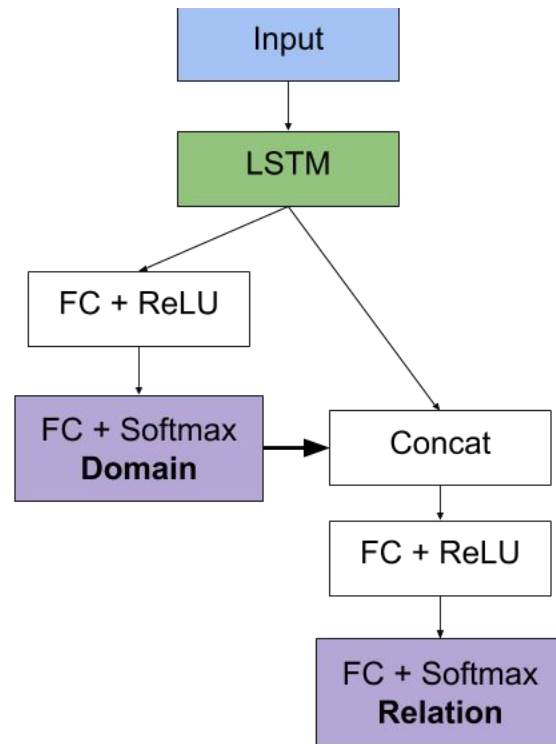 Input
LSTM
FC + ReLU
FC + Softmax
Domain
Concat
FC + ReLU
FC + Softmax
Relation